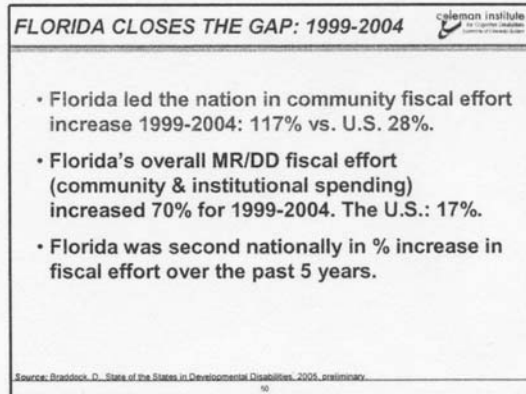 FLORIDA CLOSES THE GAP: 1999-2004
coleman institute
• Florida led the nation in community fiscal effort
increase 1999-2004: 117% vs. U.S. 28%.
• Florida's overall MR/DD fiscal effort
(community & institutional spending)
increased 70% for 1999-2004. The U.S.: 17%.
• Florida was second nationally in % increase in
fiscal effort over the past 5 years.
Source: Braddock, D., State of the States in Developmental Disabilities, 2005, preliminary.